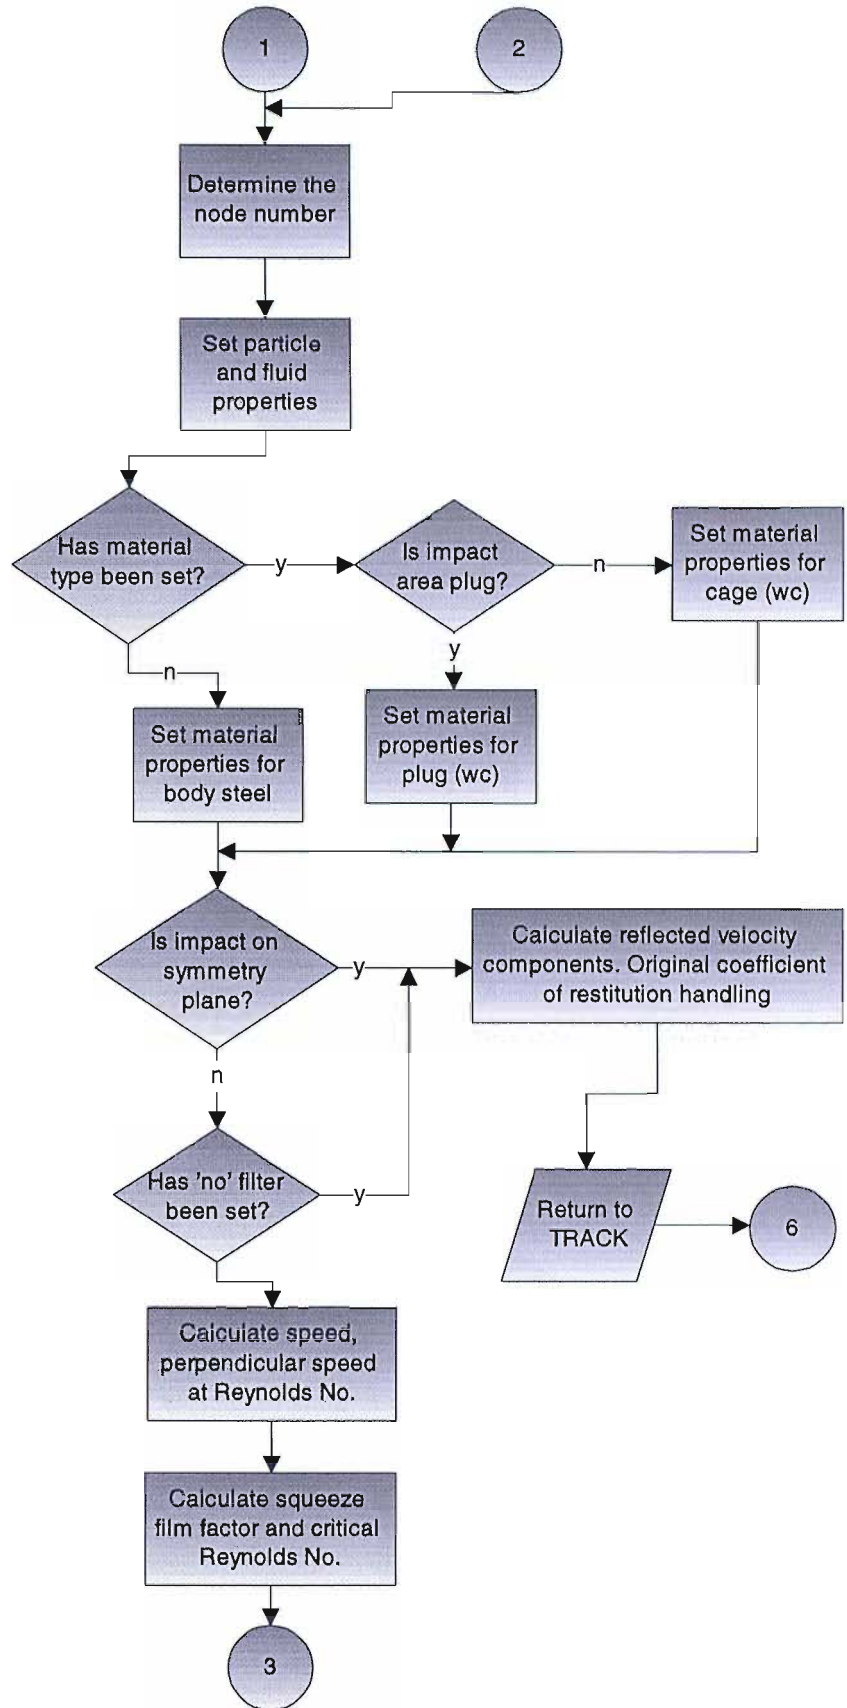 1
2
Determine the
node number
Set particle
and fluid
properties
Has material
type been set?
y
Is impact
area plug?
n
Set material
properties for
cage (wc)
y
n
Set material
properties for
body steel
Set material
properties for
plug (wc)
Is impact on
symmetry
plane?
y
Calculate reflected velocity
components. Original coefficient
of restitution handling
n
Has 'no' filter
been set?
y
Return to
TRACK
6
Calculate speed,
perpendicular speed
at Reynolds No.
Calculate squeeze
film factor and critical
Reynolds No.
3